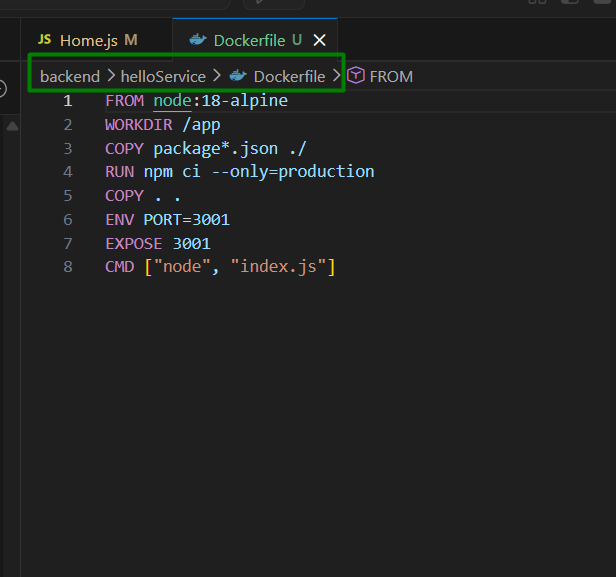 JS Home.js M Dockerfile U
backend > helloService > Dockerfile > FROM
1 FROM node:18-alpine
2 WORKDIR /app
3 COPY package*.json ./
4 RUN npm ci --only=production
5 COPY . .
6 ENV PORT=3001
7 EXPOSE 3001
8 CMD ["node", "index.js"]